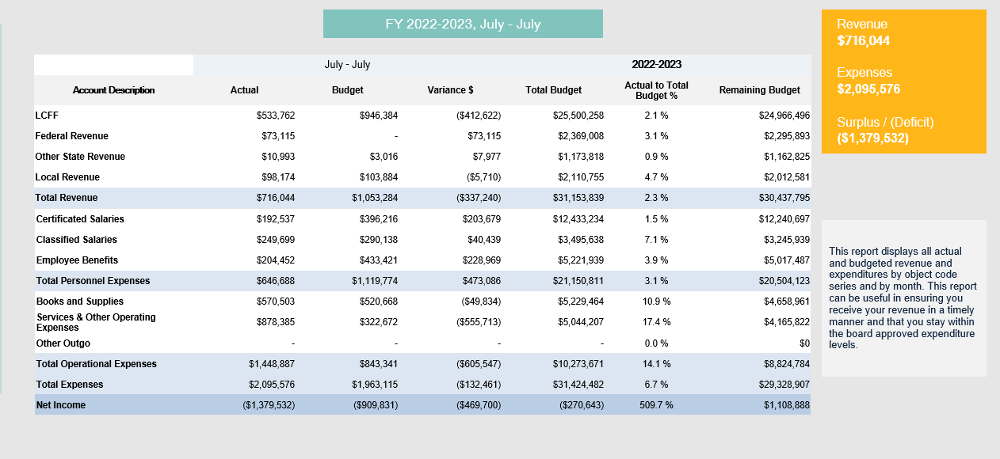 FY 2022-2023, July - July
Revenue
$716,044
Expenses
$2,095,576
Surplus / (Deficit)
($1,379,532)
July - July 2022-2023
Account Description Actual Budget Variance $ Total Budget Actual to Total Budget % Remaining Budget
LCFF $533,762 $946,384 ($412,622) $25,500,258 2.1 % $24,966,496
Federal Revenue $73,115 - $73,115 $2,369,008 3.1 % $2,295,893
Other State Revenue $10,993 $3,016 $7,977 $1,173,818 0.9 % $1,162,825
Local Revenue $98,174 $103,884 ($5,710) $2,110,755 4.7 % $2,012,581
Total Revenue $716,044 $1,053,284 ($337,240) $31,153,839 2.3 % $30,437,795
Certificated Salaries $192,537 $396,216 $203,679 $12,433,234 1.5 % $12,240,697
Classified Salaries $249,699 $290,138 $40,439 $3,495,638 7.1 % $3,245,939
Employee Benefits $204,452 $433,421 $228,969 $5,221,939 3.9 % $5,017,487
Total Personnel Expenses $646,688 $1,119,774 $473,086 $21,150,811 3.1 % $20,504,123
Books and Supplies $570,503 $520,668 ($49,834) $5,229,464 10.9 % $4,658,961
Services & Other Operating Expenses $878,385 $322,672 ($555,713) $5,044,207 17.4 % $4,165,822
Other Outgo - - - - 0.0 % $0
Total Operational Expenses $1,448,887 $843,341 ($605,547) $10,273,671 14.1 % $8,824,784
Total Expenses $2,095,576 $1,963,115 ($132,461) $31,424,482 6.7 % $29,328,907
Net Income ($1,379,532) ($909,831) ($469,700) ($270,643) 509.7 % $1,108,888
This report displays all actual
and budgeted revenue and
expenditures by object code
series and by month. This report
can be useful in ensuring you
receive your revenue in a timely
manner and that you stay within
the board approved expenditure
levels.